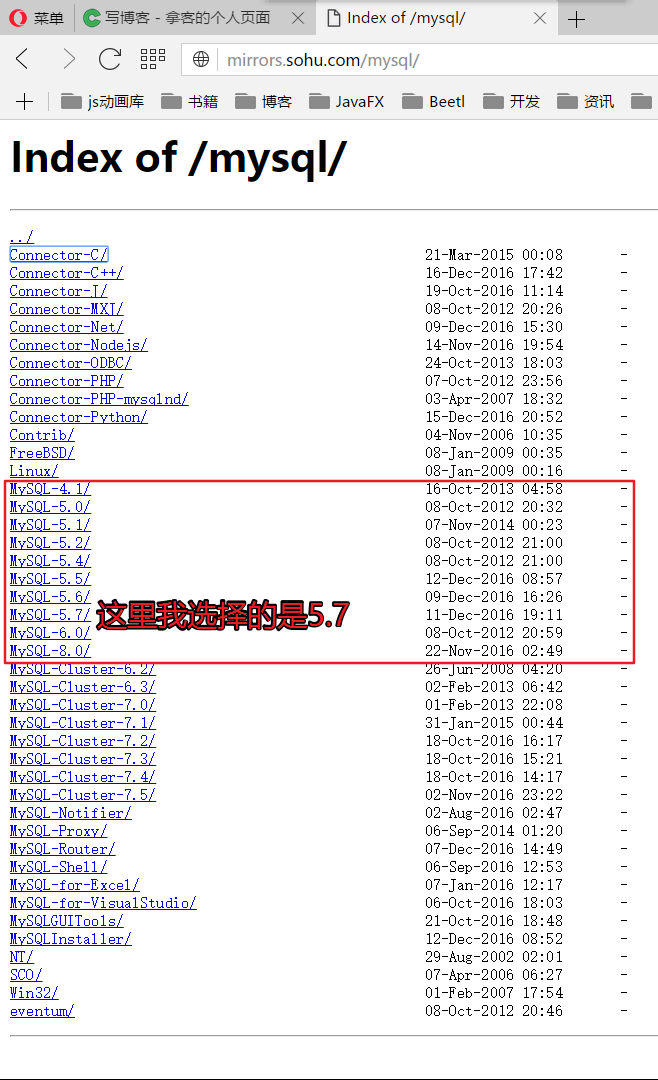 菜单 写博客 - 拿客的个人页面 Index of /mysql/
mirrors.sohu.com/mysql/
js动画库 书籍 博客 JavaFX Beetl 开发 资讯
Index of /mysql/
../
Connector-C/ 21-Mar-2015 00:08 -
Connector-C++/ 16-Dec-2016 17:42 -
Connector-J/ 19-Oct-2016 11:14 -
Connector-MXJ/ 08-Oct-2012 20:26 -
Connector-Net/ 09-Dec-2016 15:30 -
Connector-Nodejs/ 14-Nov-2016 19:54 -
Connector-ODBC/ 24-Oct-2013 18:03 -
Connector-PHP/ 07-Oct-2012 23:56 -
Connector-PHP-mysqlnd/ 03-Apr-2007 18:32 -
Connector-Python/ 15-Dec-2016 20:52 -
Contrib/ 04-Nov-2006 10:35 -
FreeBSD/ 08-Jan-2009 00:35 -
Linux/ 08-Jan-2009 00:16 -
MySQL-4.1/ 16-Oct-2013 04:58 -
MySQL-5.0/ 08-Oct-2012 20:32 -
MySQL-5.1/ 07-Nov-2014 00:23 -
MySQL-5.2/ 08-Oct-2012 21:00 -
MySQL-5.4/ 08-Oct-2012 21:00 -
MySQL-5.5/ 12-Dec-2016 08:57 -
MySQL-5.6/ 09-Dec-2016 16:26 -
MySQL-5.7/ 这里我选择的是5.7 11-Dec-2016 19:11 -
MySQL-6.0/ 08-Oct-2012 20:59 -
MySQL-8.0/ 22-Nov-2016 02:49 -
MySQL-Cluster-6.2/ 26-Jun-2008 04:20 -
MySQL-Cluster-6.3/ 02-Feb-2013 06:42 -
MySQL-Cluster-7.0/ 01-Feb-2013 22:08 -
MySQL-Cluster-7.1/ 31-Jan-2015 00:44 -
MySQL-Cluster-7.2/ 18-Oct-2016 16:17 -
MySQL-Cluster-7.3/ 18-Oct-2016 15:21 -
MySQL-Cluster-7.4/ 18-Oct-2016 14:17 -
MySQL-Cluster-7.5/ 02-Nov-2016 23:22 -
MySQL-Notifier/ 02-Aug-2016 02:47 -
MySQL-Proxy/ 06-Sep-2014 01:20 -
MySQL-Router/ 07-Dec-2016 14:49 -
MySQL-Shell/ 06-Sep-2016 12:53 -
MySQL-for-Excel/ 07-Jan-2016 12:17 -
MySQL-for-VisualStudio/ 06-Oct-2016 18:03 -
MySQLGUITools/ 21-Oct-2016 18:48 -
MySQLInstaller/ 12-Dec-2016 08:52 -
NT/ 29-Aug-2002 02:01 -
SCO/ 07-Apr-2006 06:27 -
Win32/ 01-Feb-2007 17:54 -
eventum/ 08-Oct-2012 20:46 -